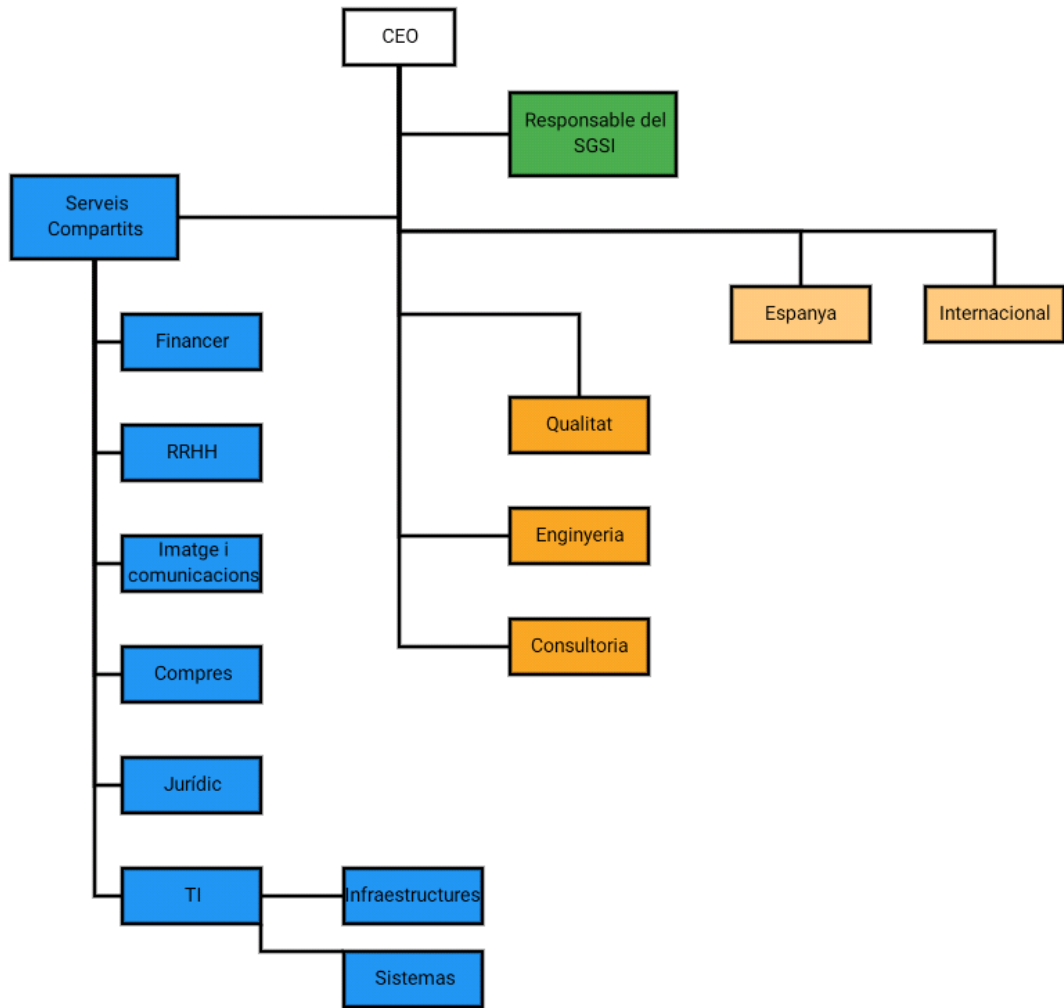 CEO
Responsable del
SGSI
Serveis
Compartits
Espanya
Internacional
Financer
Qualitat
RRHH
Enginyeria
Imatge i
comunicacions
Consultoria
Compres
Jurídic
TI
Infraestructures
Sistemas